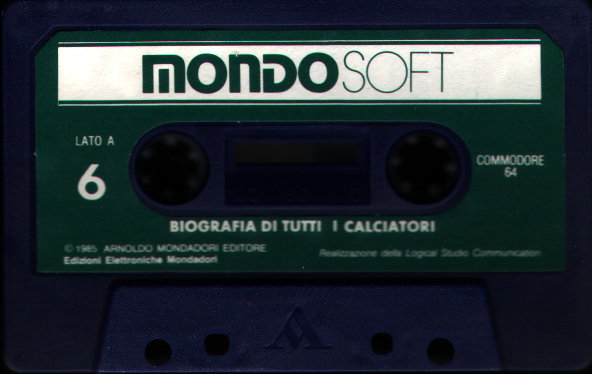 MONDOSOFT
LATO A
6
COMMODORE
64
BIOGRAFIA DI TUTTI I CALCIATORI
© 1985 ARNOLDO MONDADORI EDITORE
Edizioni Elettroniche Mondadori
Realizzazione della Logical Studio Communication